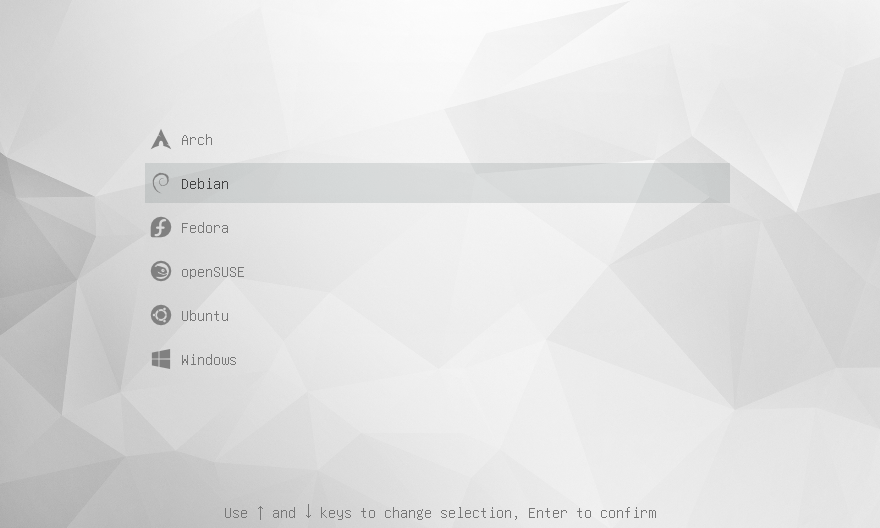 Arch
Debian
Fedora
openSUSE
Ubuntu
Windows
Use ↑ and ↓ keys to change selection, Enter to confirm